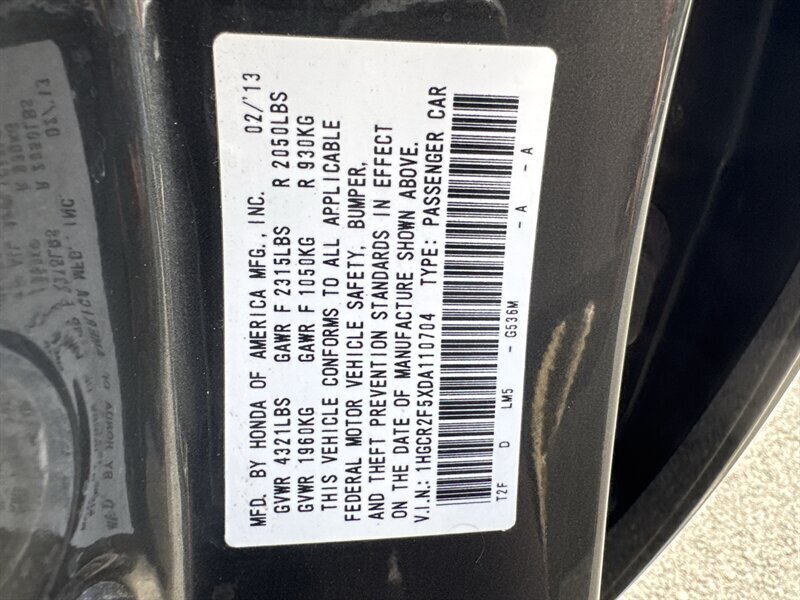 MFD. BY HONDA OF AMERICA MFG., INC. 02/'13
GVWR 4321LBS GAWR F 2315LBS R 2050LBS
GVWR 1960KG GAWR F 1050KG R 930KG
THIS VEHICLE CONFORMS TO ALL APPLICABLE
FEDERAL MOTOR VEHICLE SAFETY, BUMPER,
AND THEFT PREVENTION STANDARDS IN EFFECT
ON THE DATE OF MANUFACTURE SHOWN ABOVE.
V.I.N.: 1HGCR2F5XDA110704 TYPE: PASSENGER CAR
T2F D LM5 - G536M -A -A